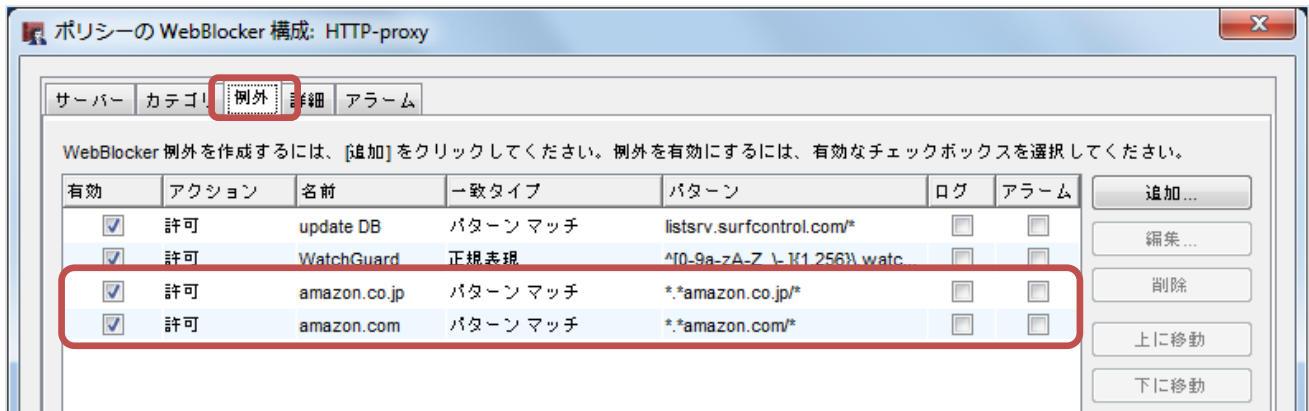 ポリシーの WebBlocker 構成: HTTP-proxy
サーバー カテゴリ 例外 詳細 アラーム
WebBlocker 例外を作成するには、[追加] をクリックしてください。例外を有効にするには、有効なチェックボックスを選択してください。
有効 アクション 名前 一致タイプ パターン ログ アラーム
追加...
許可 update DB パターン マッチ listsrv.surfcontrol.com/*
編集...
許可 WatchGuard 正規表現 ^[0-9a-zA-Z_\-.]{1,256}\.watc...
削除
許可 amazon.co.jp パターン マッチ *.*amazon.co.jp/*
許可 amazon.com パターン マッチ *.*amazon.com/*
上に移動
下に移動